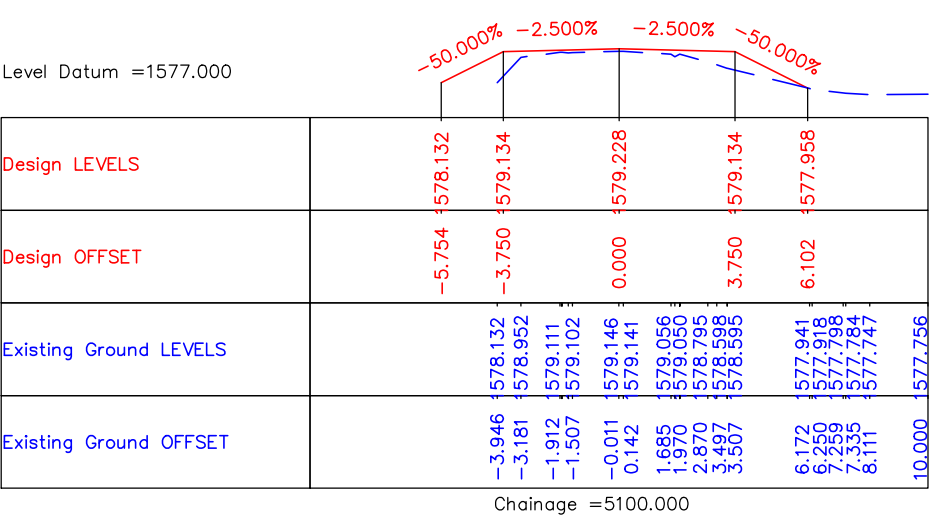 -50.000% -2.500% -2.500% -50.000%
Level Datum =1577.000
Design LEVELS 1578.132 1579.134 1579.228 1579.134 1577.958
Design OFFSET -5.754 -3.750 0.000 3.750 6.102
Existing Ground LEVELS 1578.132 1578.952 1579.111 1579.102 1579.146 1579.141 1579.056 1579.050 1578.795 1578.598 1578.595 1577.941 1577.918 1577.798 1577.784 1577.747 1577.756
Existing Ground OFFSET -3.946 -3.181 -1.912 -1.507 -0.011 0.142 1.685 1.970 2.870 3.497 3.507 6.172 6.250 7.259 7.335 8.111 10.000
Chainage =5100.000